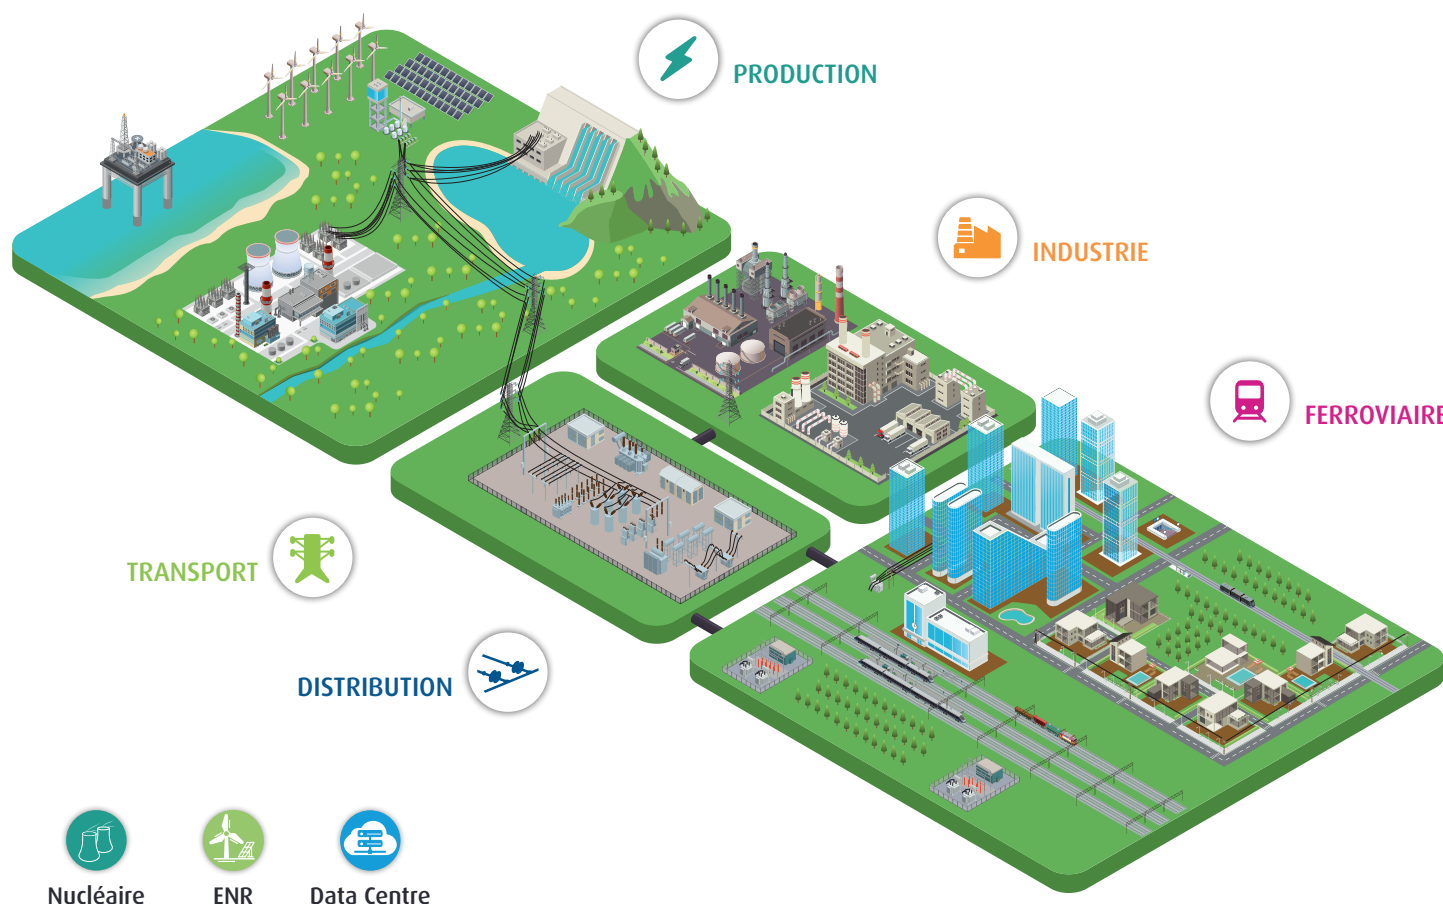 PRODUCTION
INDUSTRIE
FERROVIAIRE
TRANSPORT
DISTRIBUTION
Nucléaire
ENR
Data Centre